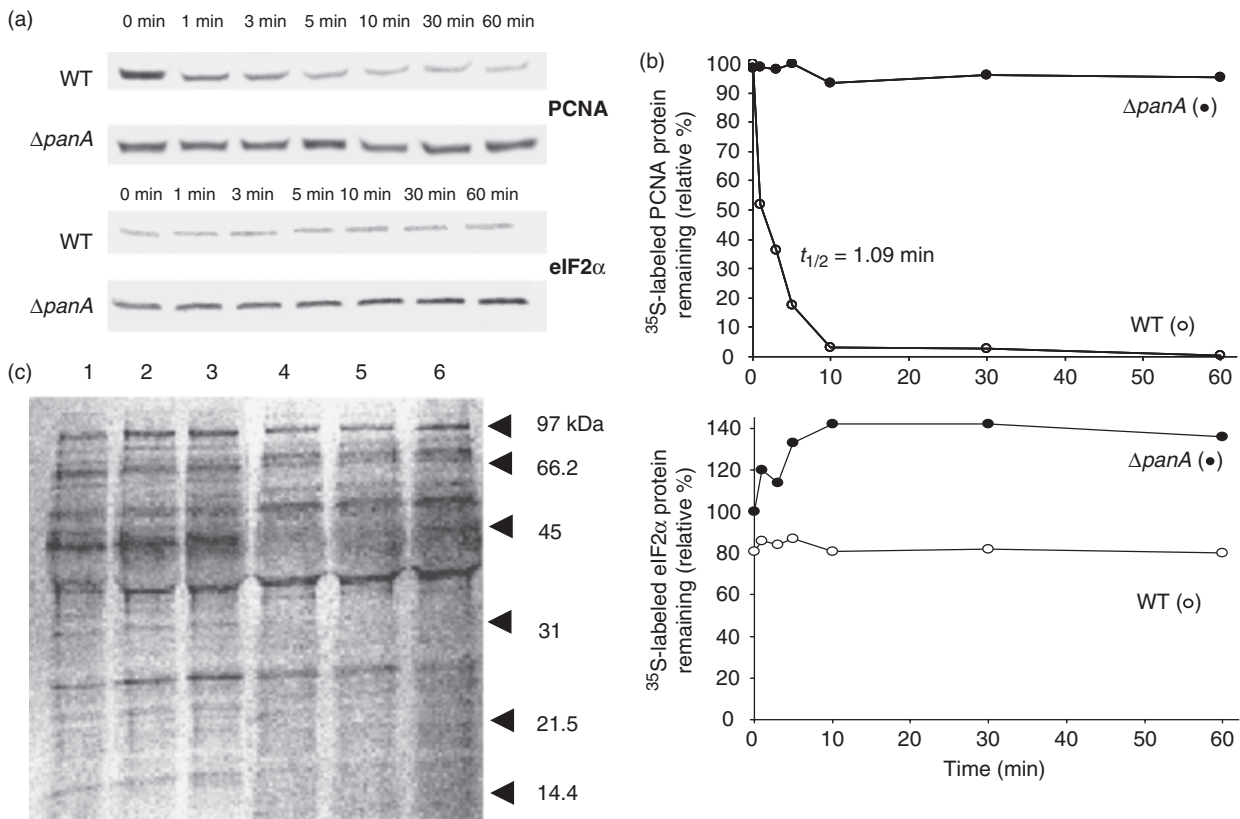 (a)
0 min 1 min 3 min 5 min 10 min 30 min 60 min
WT
PCNA
ΔpanA
0 min 1 min 3 min 5 min 10 min 30 min 60 min
WT
eIF2α
ΔpanA
(b)
³⁵S-labeled PCNA protein
remaining (relative %)
100
90
80
70
60
50
40
30
20
10
0
ΔpanA (●)
t1/2 = 1.09 min
WT (○)
0 10 20 30 40 50 60
³⁵S-labeled eIF2α protein
remaining (relative %)
140
120
100
80
60
40
20
0
ΔpanA (●)
WT (○)
0 10 20 30 40 50 60
Time (min)
(c)
1 2 3 4 5 6
97 kDa
66.2
45
31
21.5
14.4